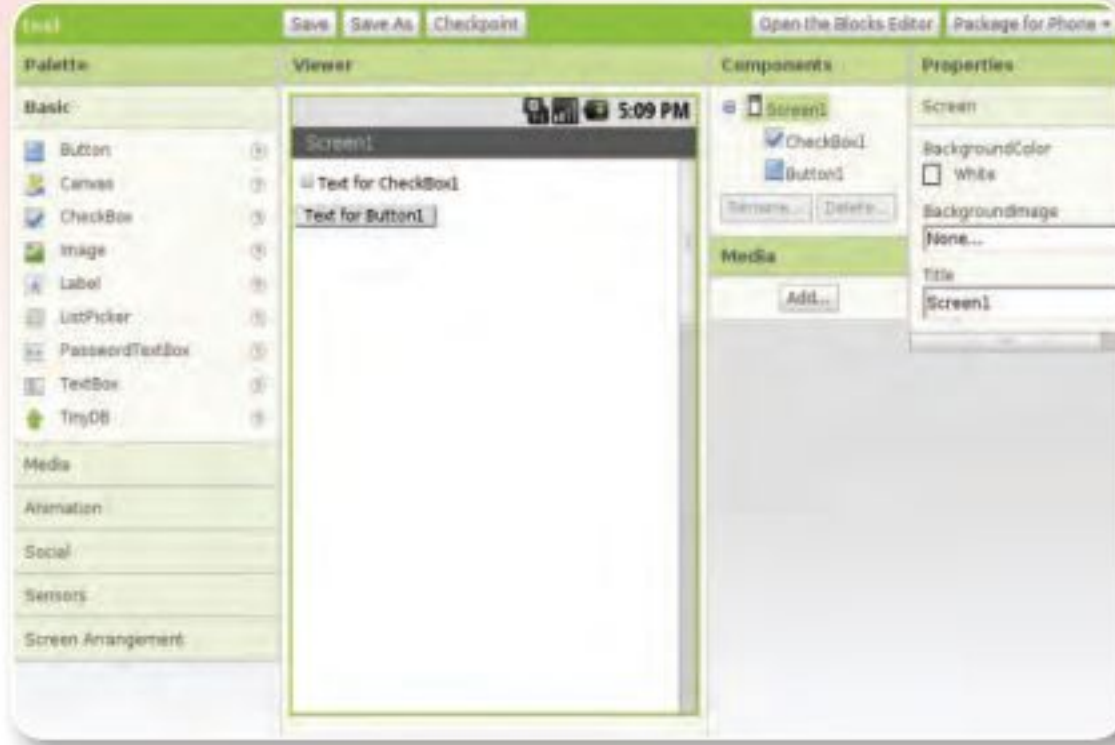 Save Save As Checkpoint Open the Blocks Editor Package for Phone
Palette
Basic
Button
Canvas
CheckBox
Image
Label
ListPicker
PasswordTextBox
TextBox
TinyDB
Media
Animation
Social
Sensors
Screen Arrangement
Viewer
5:09 PM
Screen1
Text for CheckBox1
Text for Button1
Components
Screen1
CheckBox1
Button1
Rename... Delete...
Media
Add...
Properties
Screen
BackgroundColor
White
BackgroundImage
None...
Title
Screen1